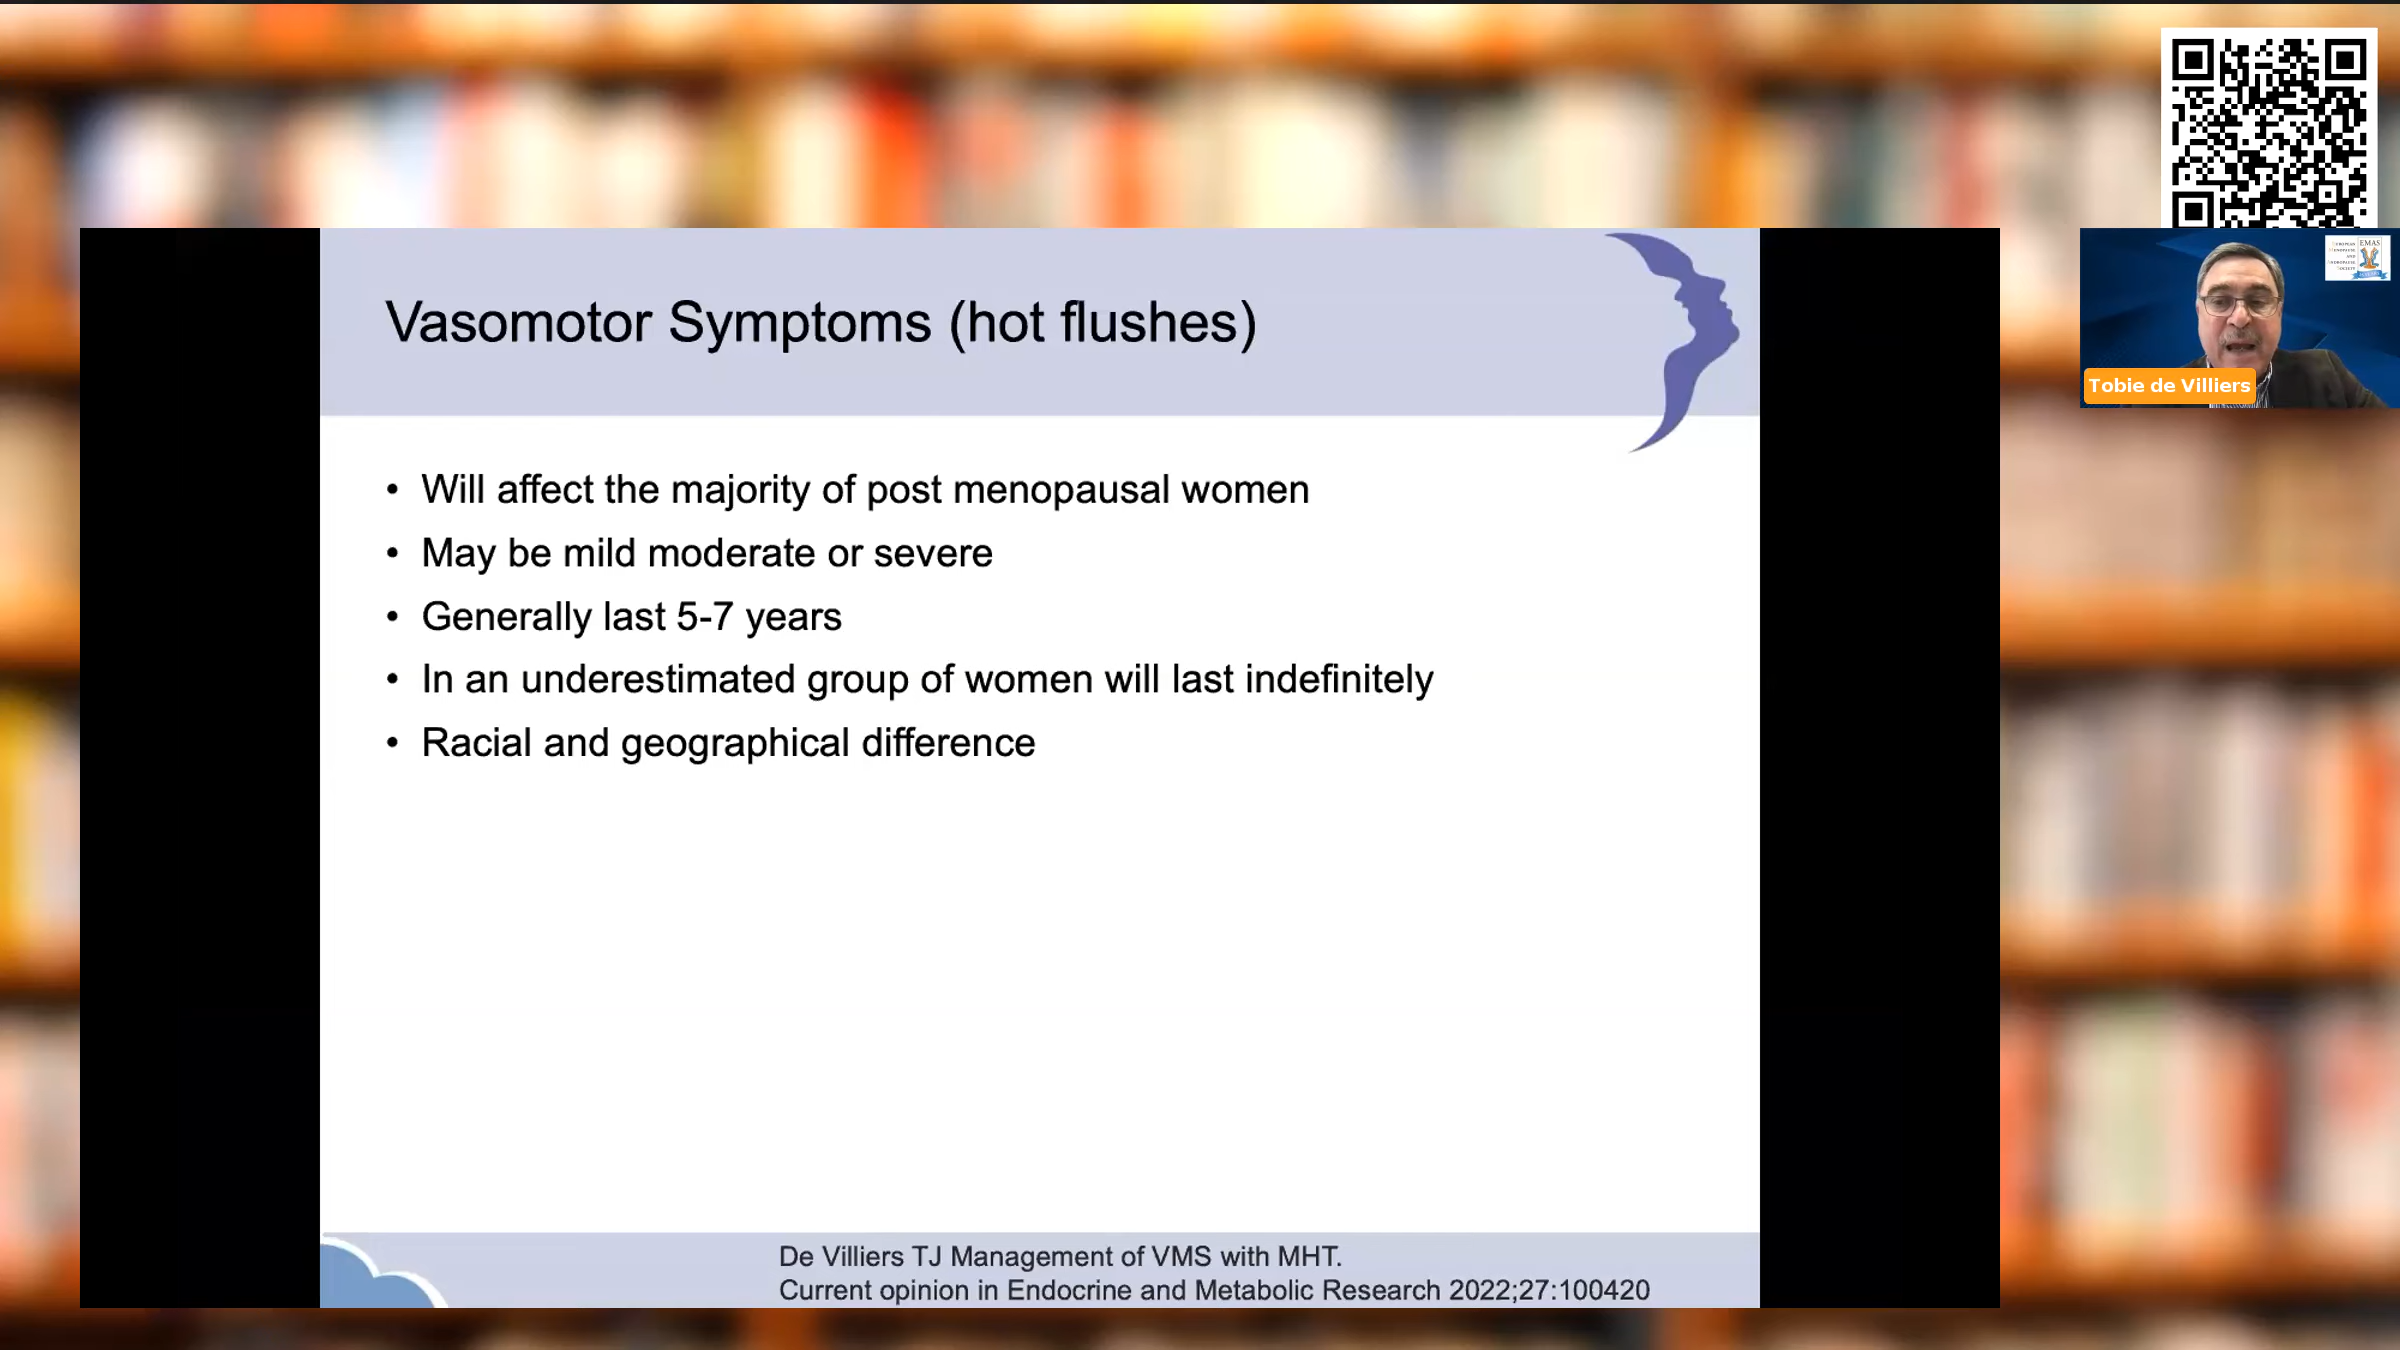 Vasomotor Symptoms (hot flushes)
• Will affect the majority of post menopausal women
• May be mild moderate or severe
• Generally last 5-7 years
• In an underestimated group of women will last indefinitely
• Racial and geographical difference
De Villiers TJ Management of VMS with MHT.
Current opinion in Endocrine and Metabolic Research 2022;27:100420
EMAS
Tobie de Villiers